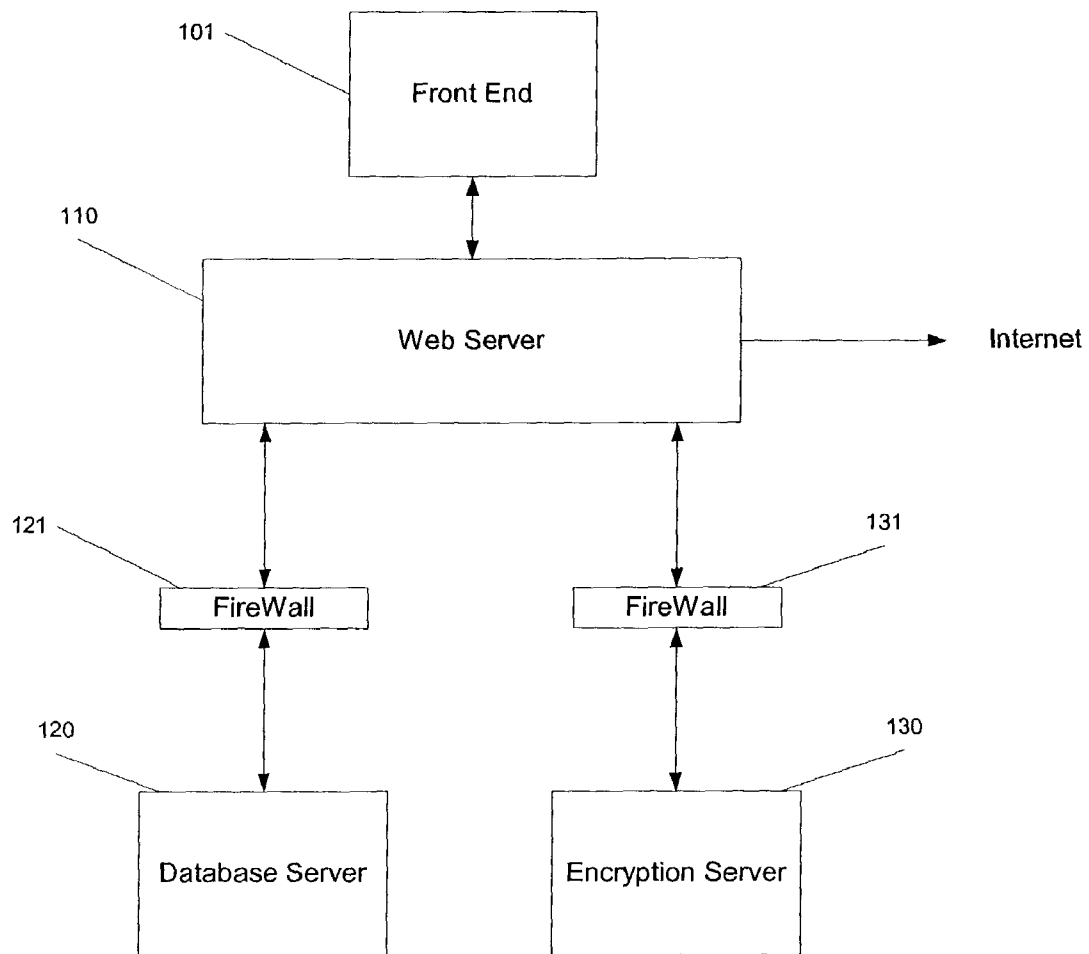 101
Front End
110
Web Server
Internet
121
131
FireWall
FireWall
120
130
Database Server
Encryption Server